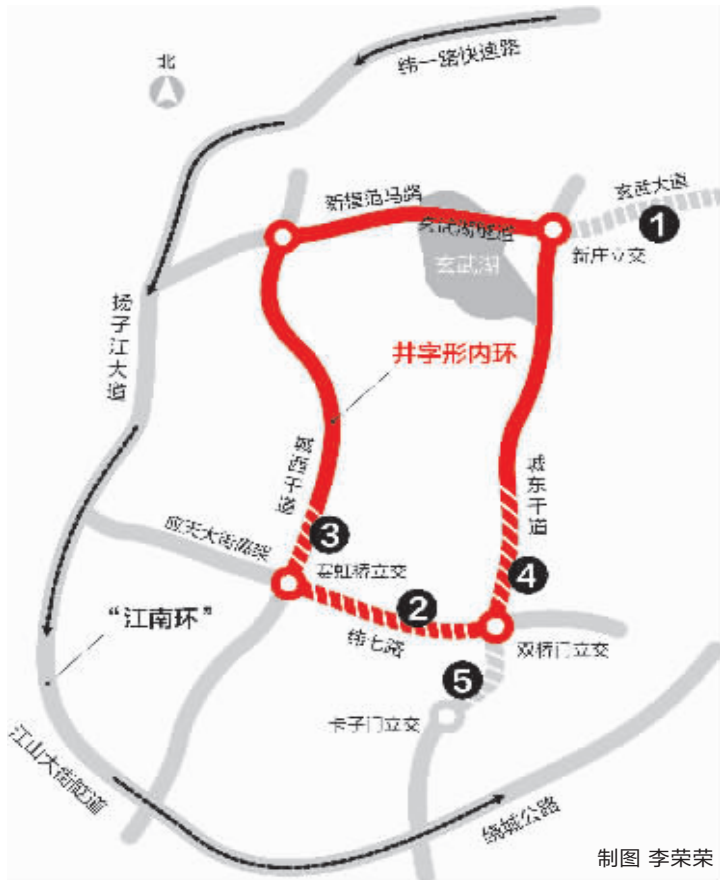 纬一路快速路
北
玄武大道
1
新模范马路
玄武湖隧道
新庄立交
玄武湖
扬子江大道
井字形内环
城西干道
城东干道
应天大街高架
3
赛虹桥立交
4
2
“江南环”
纬七路
双桥门立交
5
卡子门立交
江山大街隧道
绕城公路
制图 李荣荣